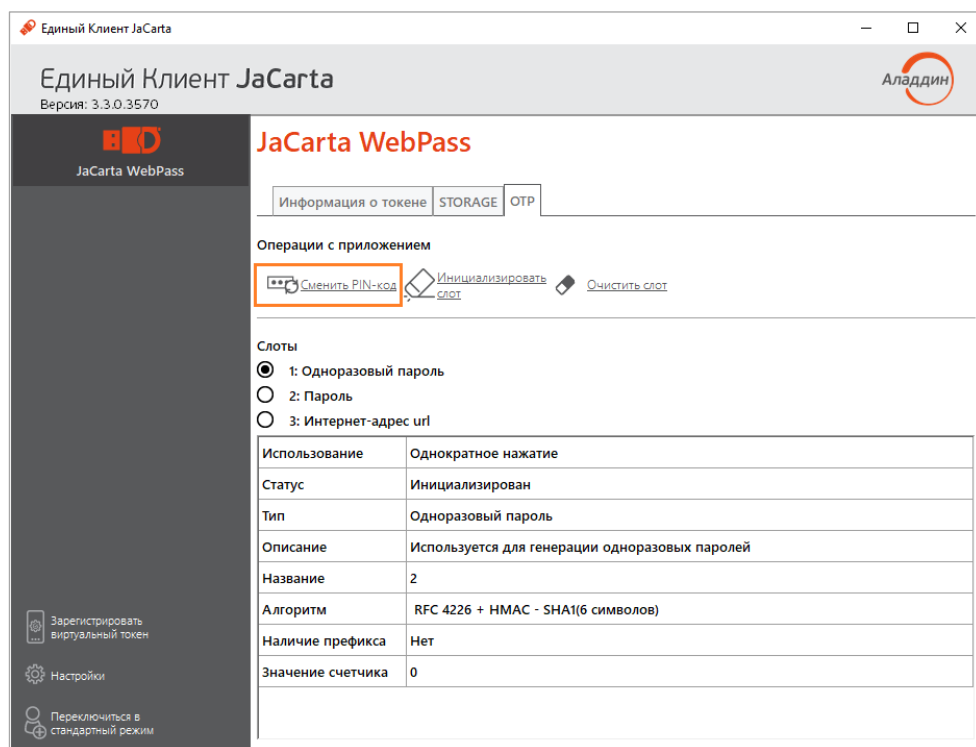 Единый Клиент JaCarta
Единый Клиент JaCarta
Версия: 3.3.0.3570
Аладдин
JaCarta WebPass
JaCarta WebPass
Информация о токене STORAGE OTP
Операции с приложением
Сменить PIN-код
Инициализировать
слот
Очистить слот
Слоты
1: Одноразовый пароль
2: Пароль
3: Интернет-адрес url
Использование Однократное нажатие
Статус Инициализирован
Тип Одноразовый пароль
Описание Используется для генерации одноразовых паролей
Название 2
Алгоритм RFC 4226 + HMAC - SHA1(6 символов)
Наличие префикса Нет
Значение счетчика 0
Зарегистрировать
виртуальный токен
Настройки
Переключиться в
стандартный режим